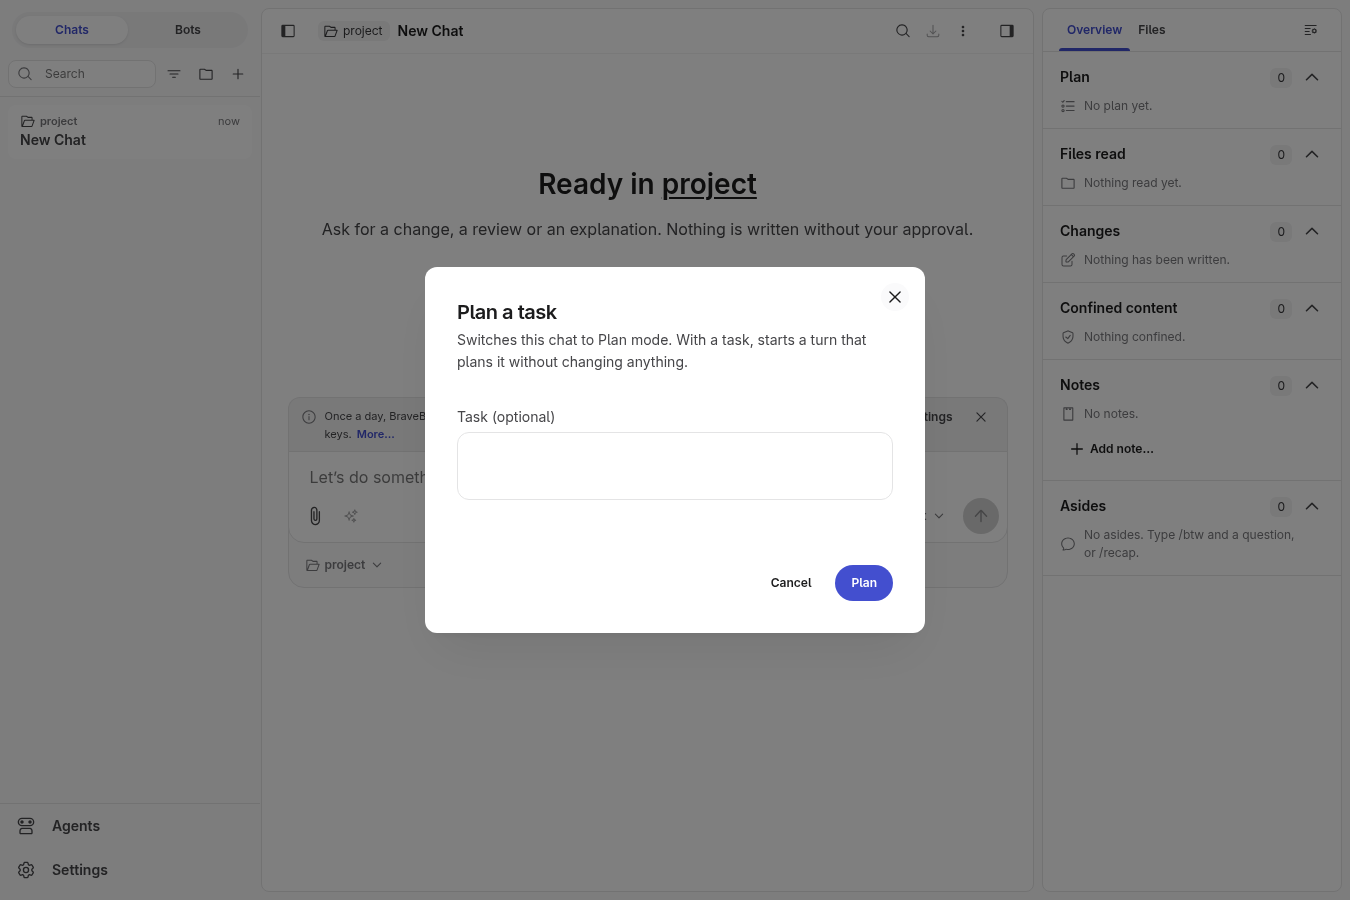 Chats
Bots
Search
project
now
New Chat
Agents
Settings
project
New Chat
Ready in project
Ask for a change, a review or an explanation. Nothing is written without your approval.
Once a day,
keys. More...
project
Plan a task
Switches this chat to Plan mode. With a task, starts a turn that
plans it without changing anything.
Task (optional)
Cancel
Plan
Overview
Files
Plan
0
No plan yet.
Files read
0
Nothing read yet.
Changes
0
Nothing has been written.
Confined content
0
Nothing confined.
Notes
0
No notes.
Add note...
Asides
0
No asides. Type /btw and a question,
or /recap.